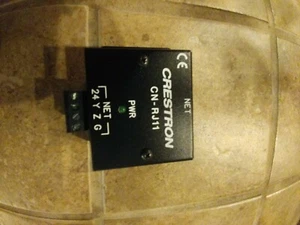 CE
NET
CRESTRON
CN-RJ11
PWR
NET
24 Y Z G